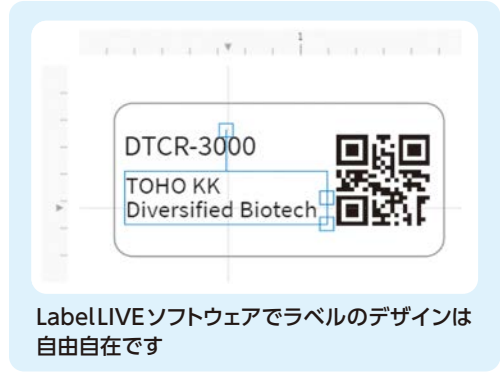 1
DTCR-3000
TOHO KK
Diversified Biotech
LabelLIVEソフトウェアでラベルのデザインは
自由自在です